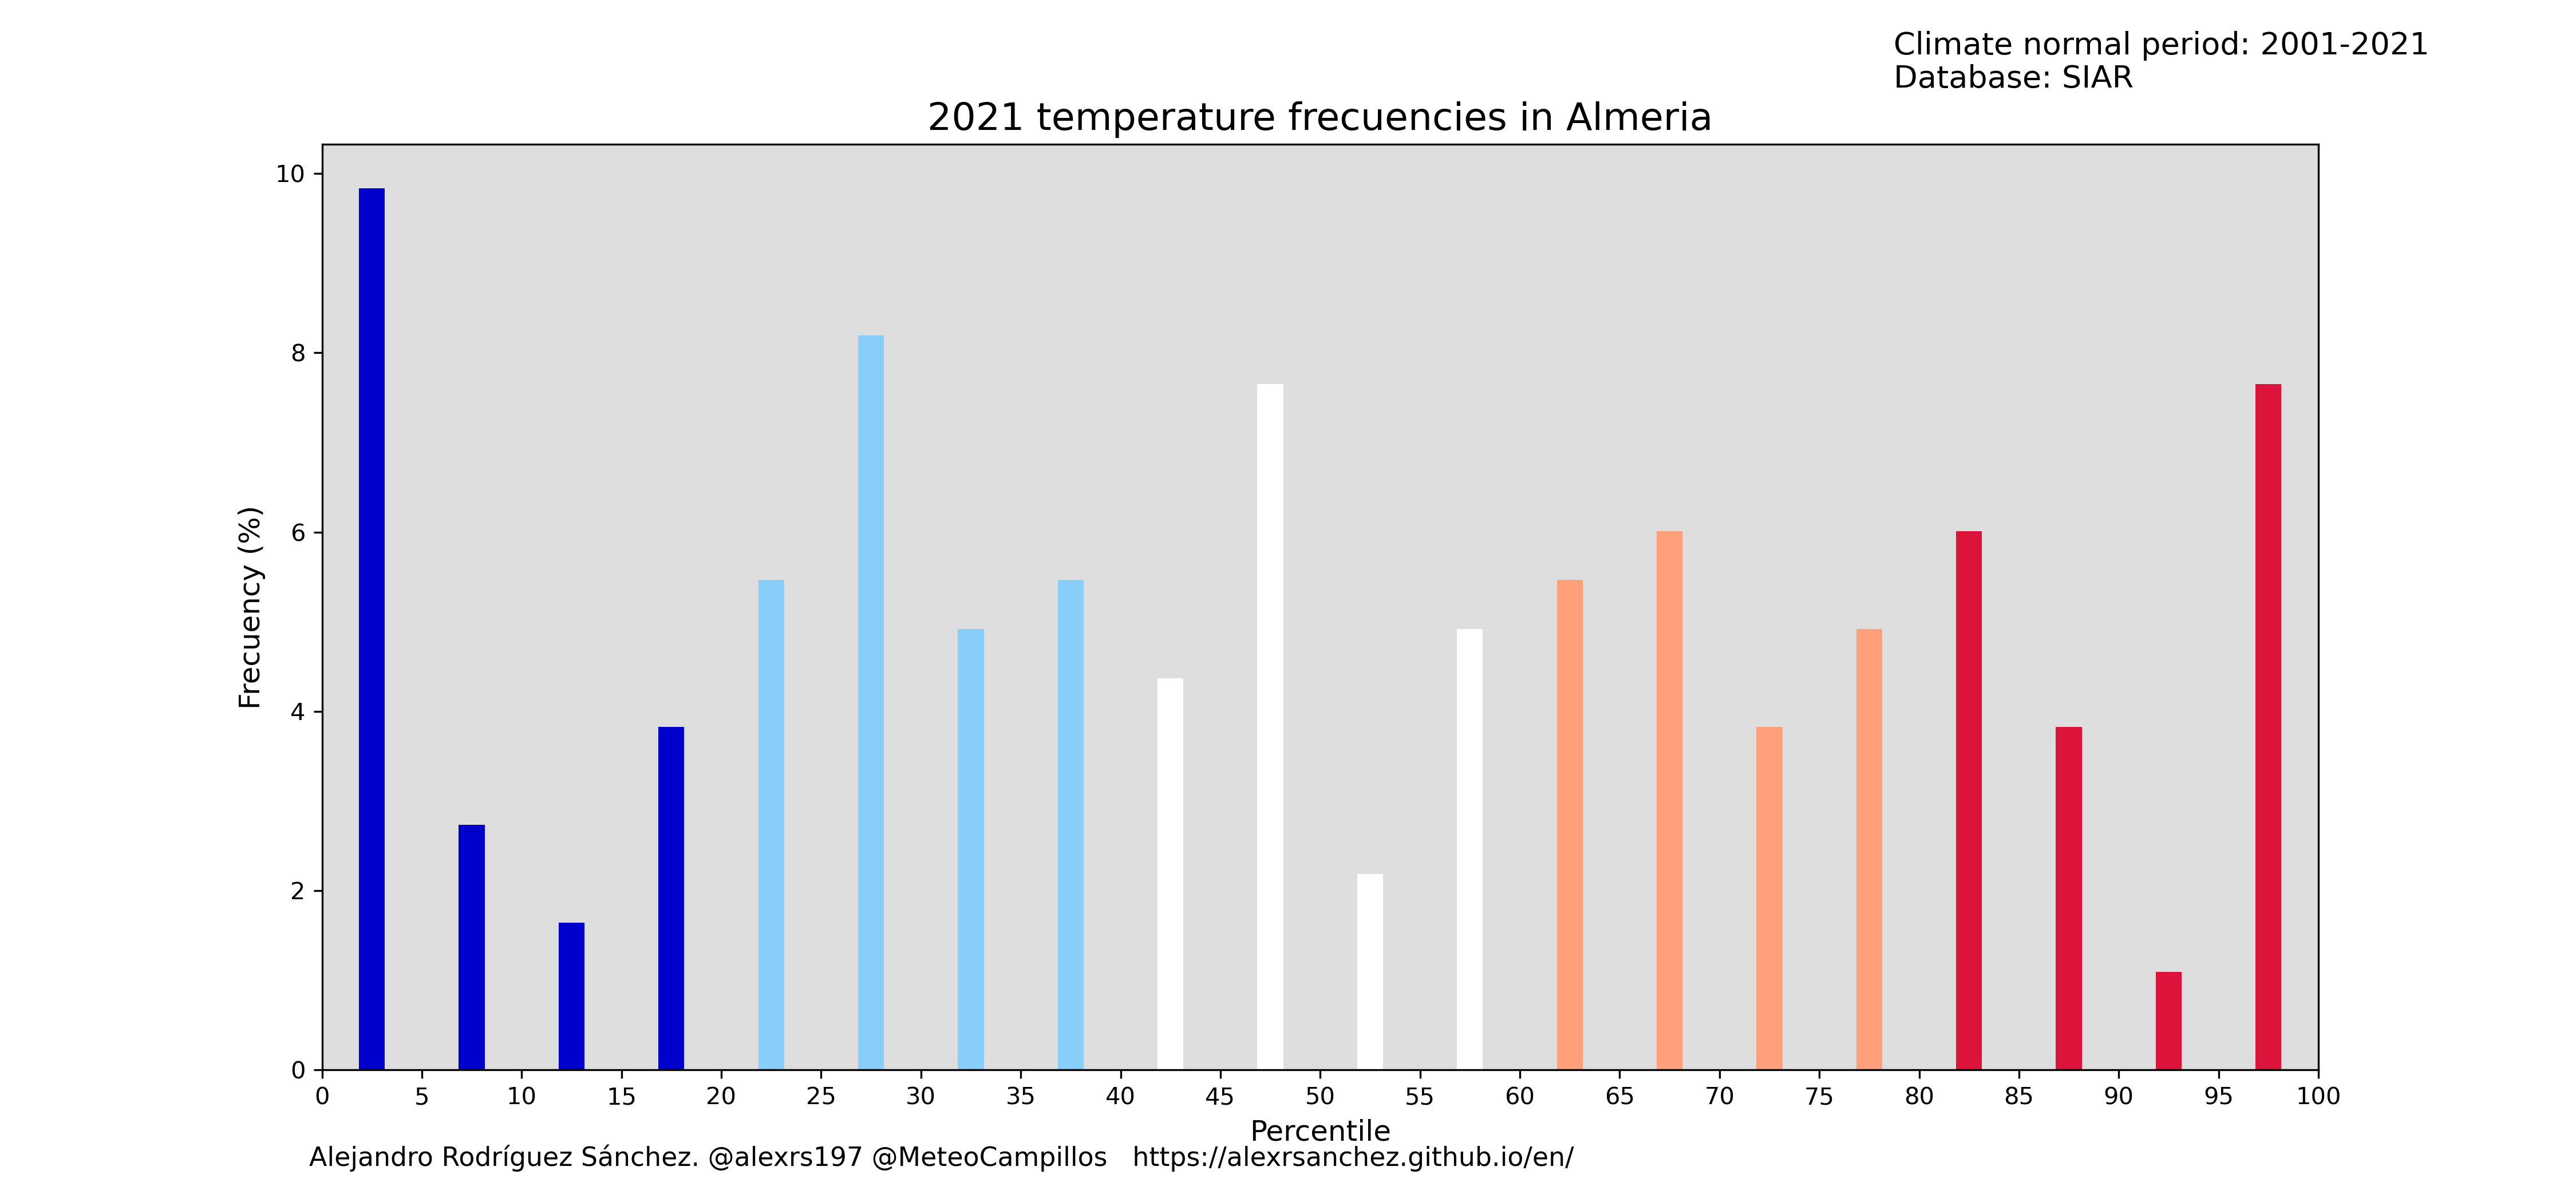 Climate normal period: 2001-2021
Database: SIAR
2021 temperature frecuencies in Almeria
10
8
6
4
2
0
Frecuency (%)
0 5 10 15 20 25 30 35 40 45 50 55 60 65 70 75 80 85 90 95 100
Percentile
Alejandro Rodríguez Sánchez. @alexrs197 @MeteoCampillos https://alexrsanchez.github.io/en/